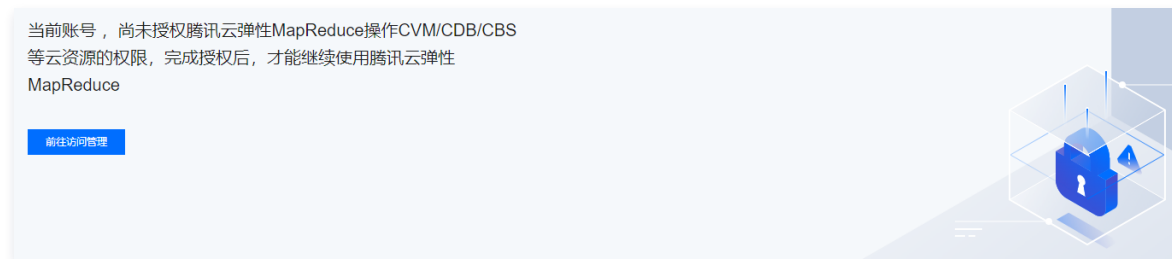 当前账号 ，尚未授权腾讯云弹性MapReduce操作CVM/CDB/CBS
等云资源的权限，完成授权后，才能继续使用腾讯云弹性
MapReduce
前往访问管理